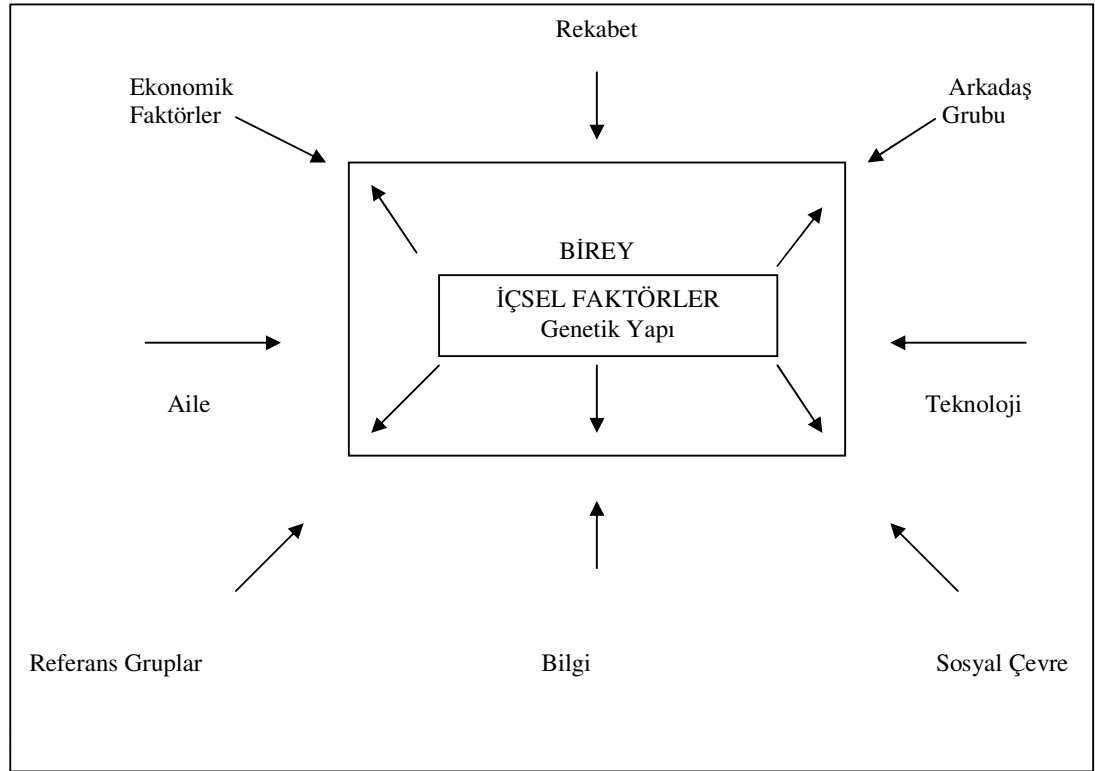 Rekabet
Ekonomik
Faktörler
Arkadaş
Grubu
BİREY
İÇSEL FAKTÖRLER
Genetik Yapı
Aile
Teknoloji
Referans Gruplar
Bilgi
Sosyal Çevre